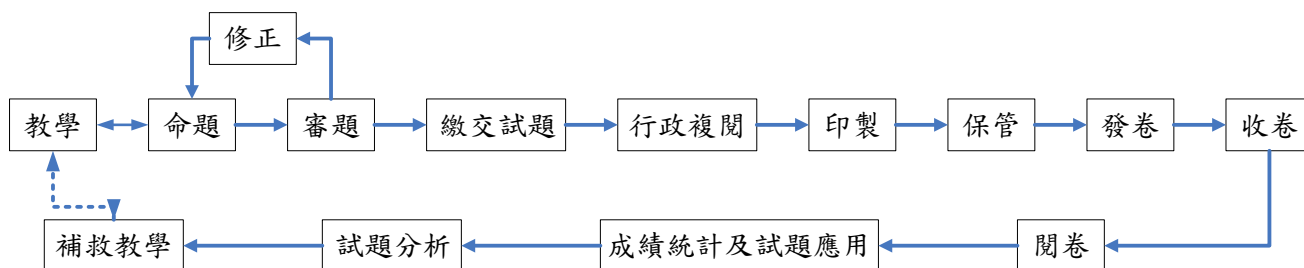 修正
教學
命題
審題
繳交試題
行政複閱
印製
保管
發卷
收卷
補救教學
試題分析
成績統計及試題應用
閱卷